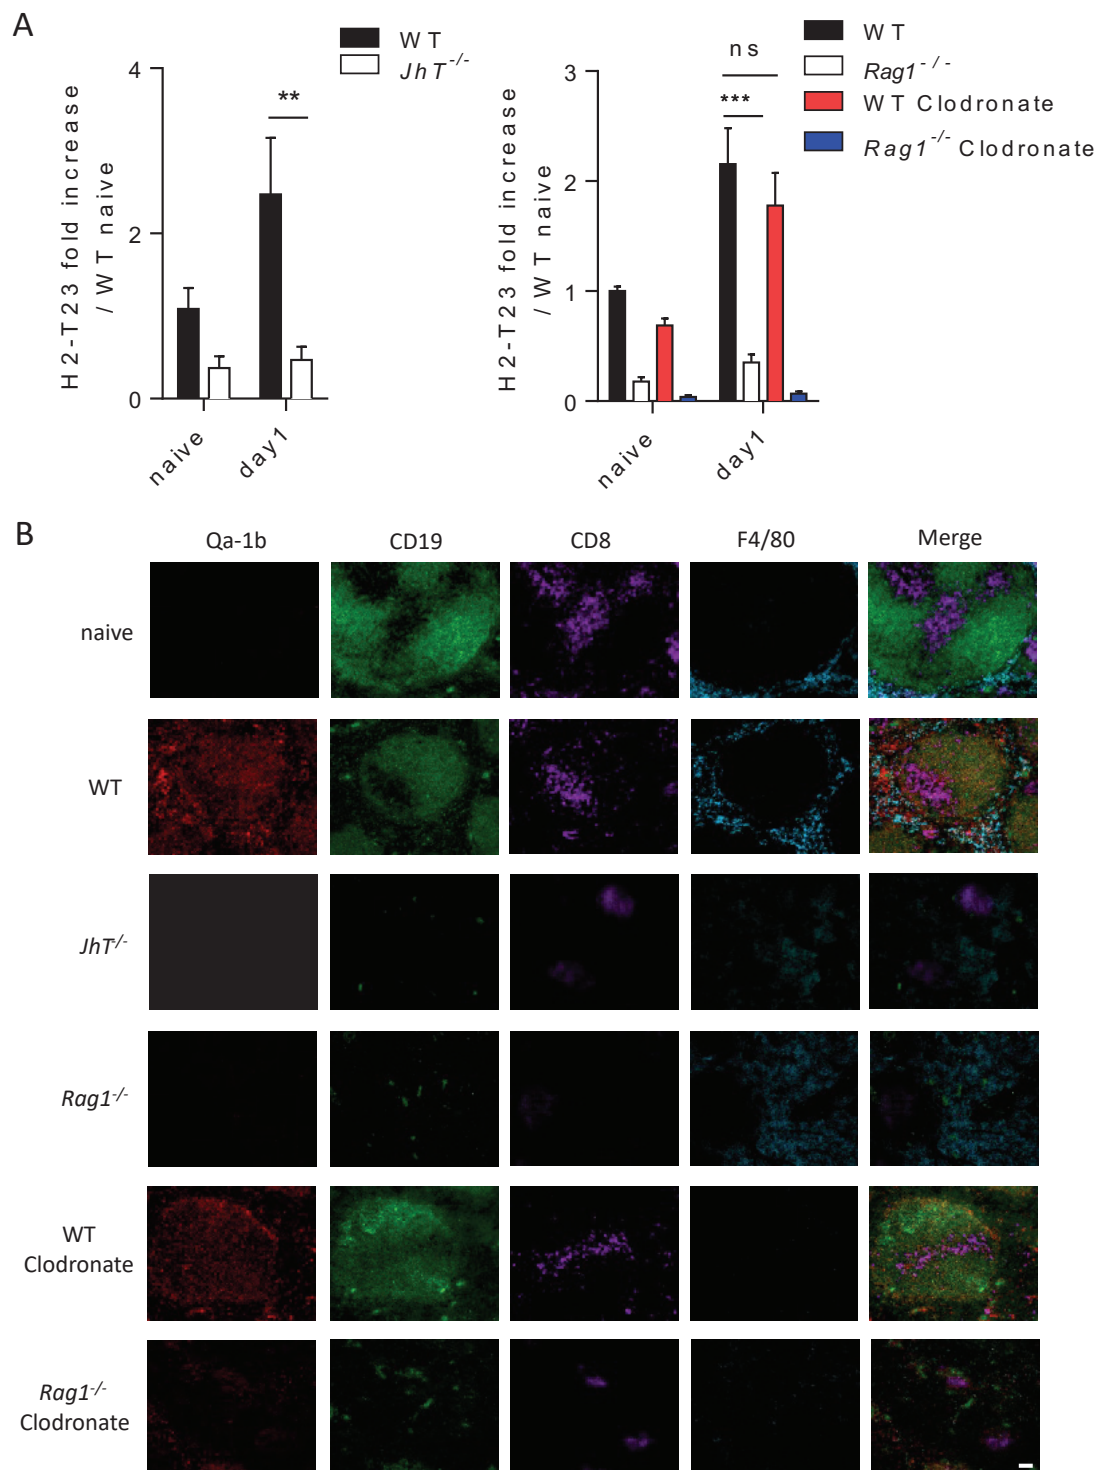 A
WT
JhT-/-
H2-T23 fold increase
/ WT naive
4
2
0
**
naive
day1
WT
Rag1-/-
WT Clodronate
Rag1-/- Clodronate
H2-T23 fold increase
/ WT naive
3
2
1
0
ns
***
naive
day1
B
Qa-1b CD19 CD8 F4/80 Merge
naive
WT
JhT-/-
Rag1-/-
WT
Clodronate
Rag1-/-
Clodronate